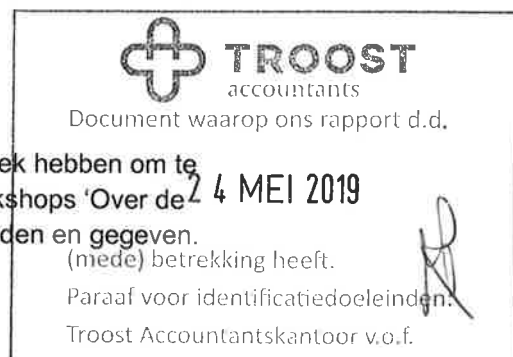 TROOST
accountants
Document waarop ons rapport d.d.
ek hebben om te
kshops 'Over de
24 MEI 2019
den en gegeven.
(mede) betrekking heeft.
Paraaf voor identificatiedoeleinden:
Troost Accountantskantoor v.o.f.